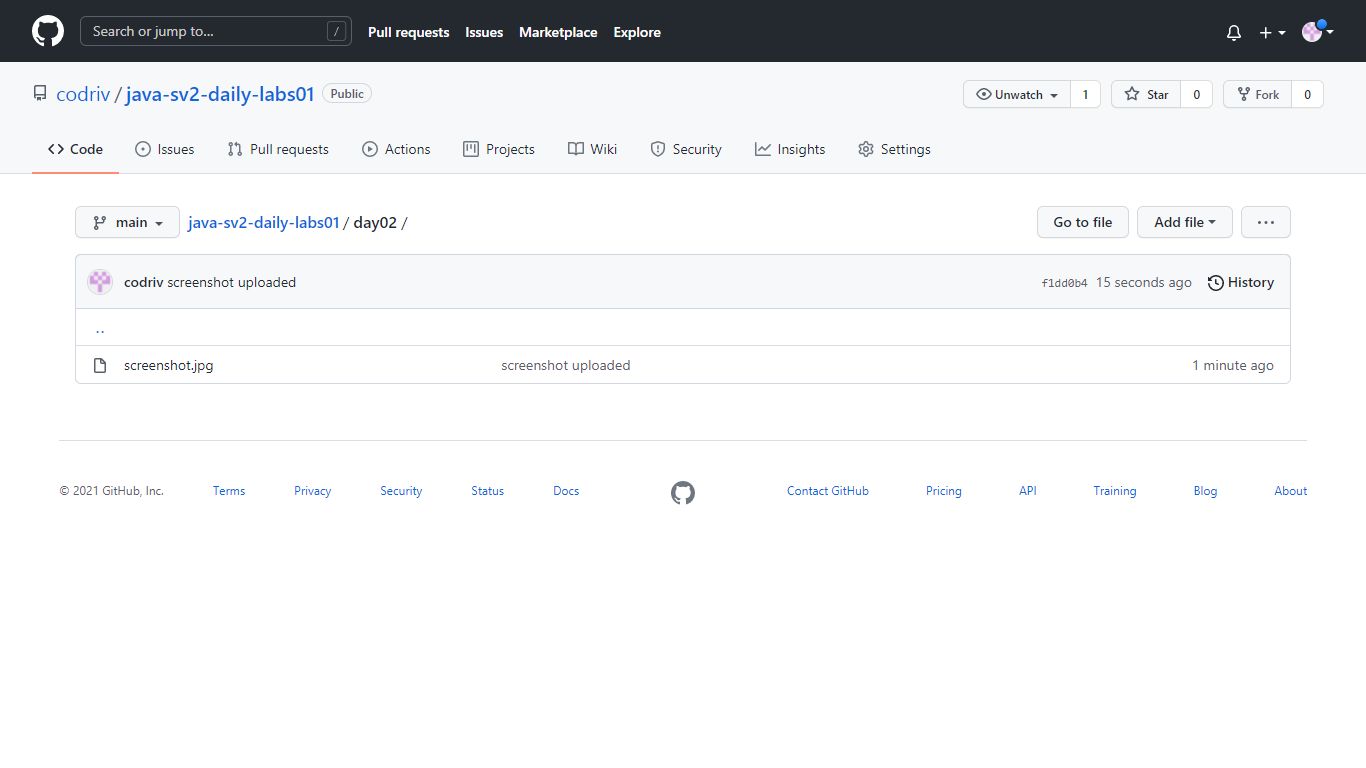 Search or jump to... / Pull requests Issues Marketplace Explore
codriv / java-sv2-daily-labs01 Public Unwatch 1 Star 0 Fork 0
Code Issues Pull requests Actions Projects Wiki Security Insights Settings
main java-sv2-daily-labs01 / day02 / Go to file Add file ...
codriv screenshot uploaded f1dd0b4 15 seconds ago History
..
screenshot.jpg screenshot uploaded 1 minute ago
© 2021 GitHub, Inc. Terms Privacy Security Status Docs Contact GitHub Pricing API Training Blog About